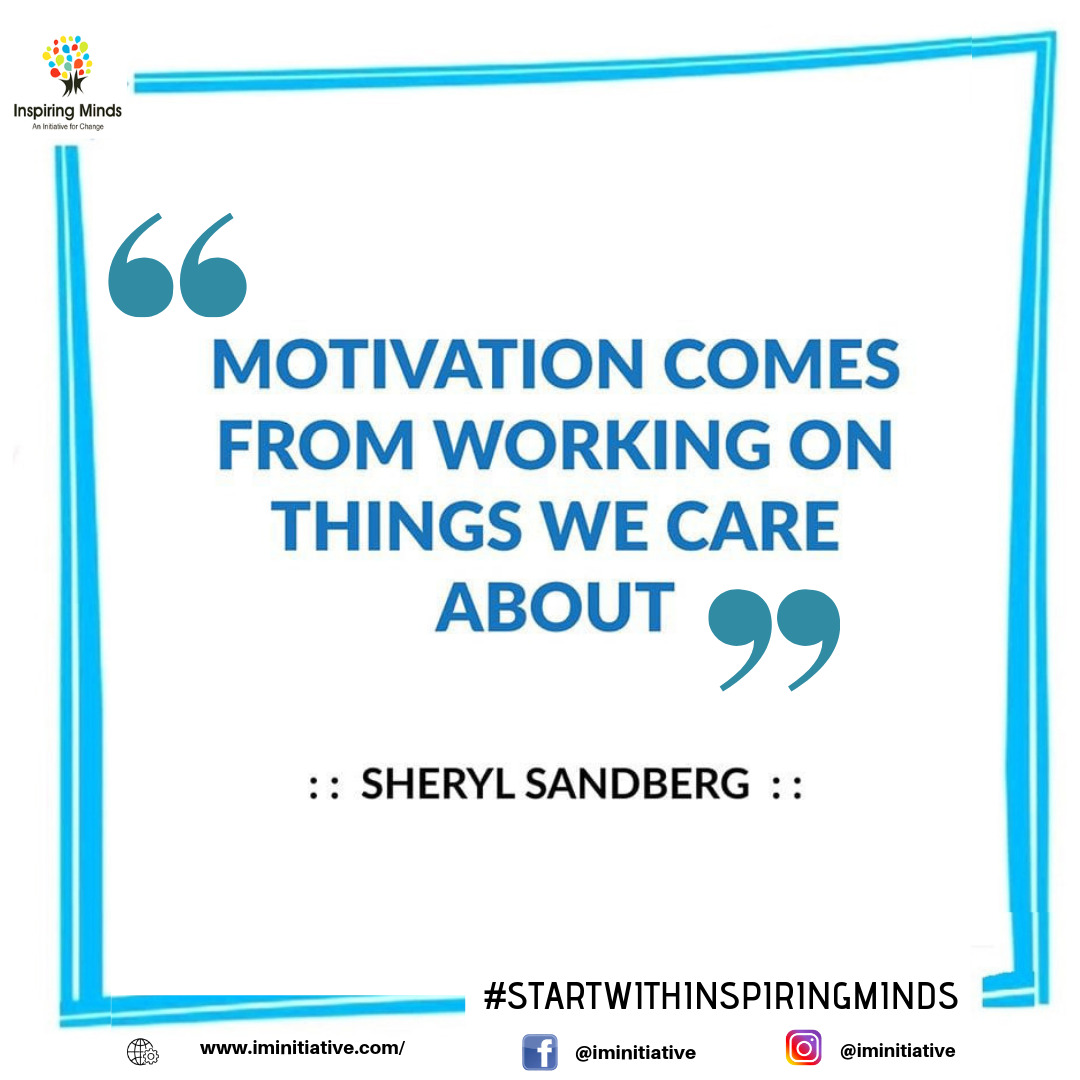 Inspiring Minds
An Initiative for Change
“
MOTIVATION COMES
FROM WORKING ON
THINGS WE CARE
ABOUT ”
:: SHERYL SANDBERG ::
#STARTWITHINSPIRINGMINDS
www.iminitiative.com/ @iminitiative @iminitiative